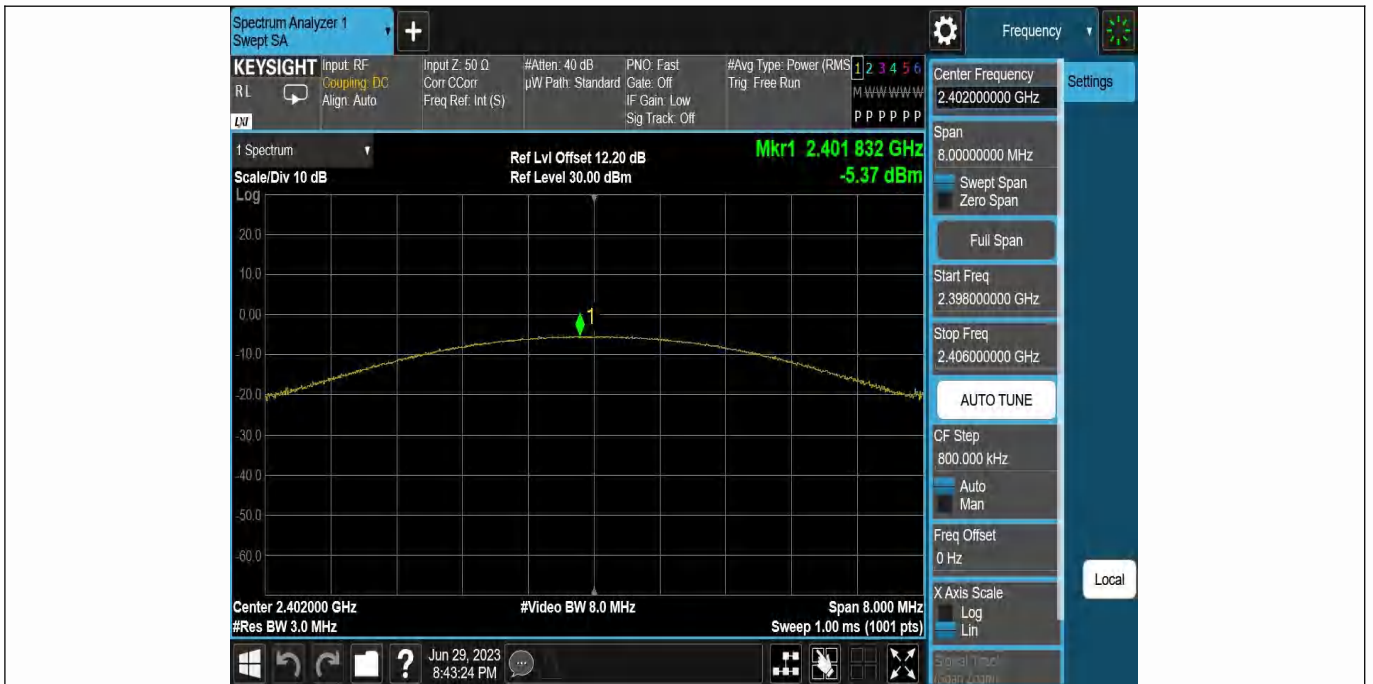 Spectrum Analyzer 1
Swept SA
+
Frequency
KEYSIGHT
RL
LXI
Input: RF
Coupling: DC
Align: Auto
Input Z: 50 Ω
Corr CCorr
Freq Ref: Int (S)
#Atten: 40 dB
µW Path: Standard
PNO: Fast
Gate: Off
IF Gain: Low
Sig Track: Off
#Avg Type: Power (RMS
Trig: Free Run
1 2 3 4 5 6
M W W W W W
P P P P P P
1 Spectrum
Scale/Div 10 dB
Ref Lvl Offset 12.20 dB
Ref Level 30.00 dBm
Mkr1 2.401 832 GHz
-5.37 dBm
Log
20.0
10.0
0.00
-10.0
-20.0
-30.0
-40.0
-50.0
-60.0
1
Center 2.402000 GHz
#Res BW 3.0 MHz
#Video BW 8.0 MHz
Span 8.000 MHz
Sweep 1.00 ms (1001 pts)
Center Frequency
2.402000000 GHz
Settings
Span
8.00000000 MHz
Swept Span
Zero Span
Full Span
Start Freq
2.398000000 GHz
Stop Freq
2.406000000 GHz
AUTO TUNE
CF Step
800.000 kHz
Auto
Man
Freq Offset
0 Hz
X Axis Scale
Log
Lin
Signal Track
(Span Zoom)
Local
?
Jun 29, 2023
8:43:24 PM